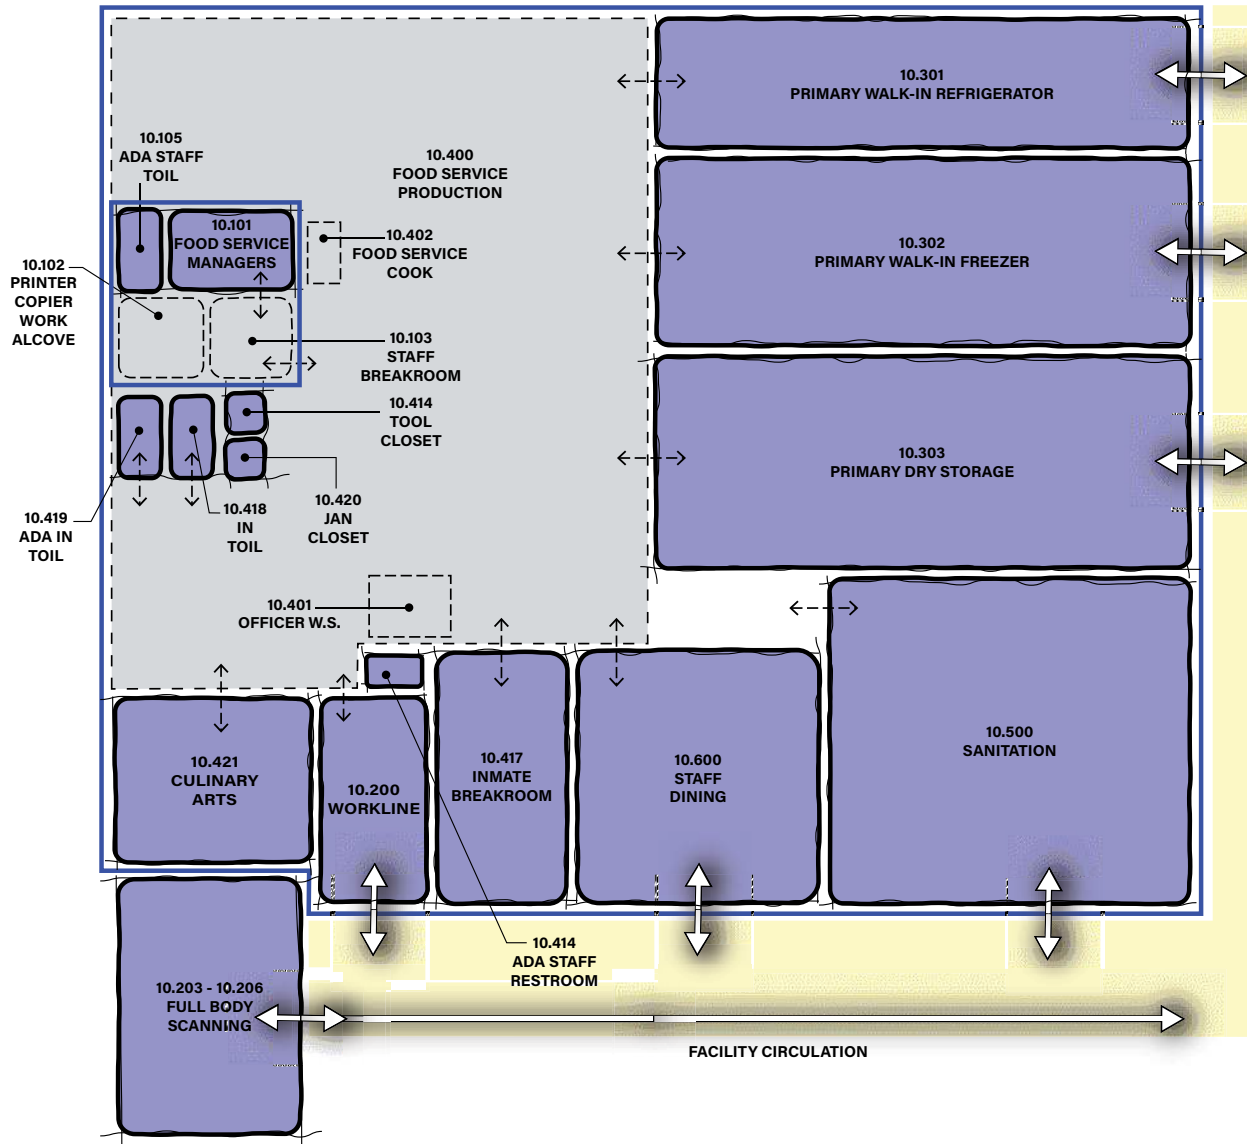 10.301
PRIMARY WALK-IN REFRIGERATOR
10.105
ADA STAFF
TOIL
10.400
FOOD SERVICE
PRODUCTION
10.101
FOOD SERVICE
MANAGERS
10.402
FOOD SERVICE
COOK
10.302
PRIMARY WALK-IN FREEZER
10.102
PRINTER
COPIER
WORK
ALCOVE
10.103
STAFF
BREAKROOM
10.414
TOOL
CLOSET
10.303
PRIMARY DRY STORAGE
10.419
ADA IN
TOIL
10.418
IN
TOIL
10.420
JAN
CLOSET
10.401
OFFICER W.S.
10.421
CULINARY
ARTS
10.200
WORKLINE
10.417
INMATE
BREAKROOM
10.600
STAFF
DINING
10.500
SANITATION
10.414
ADA STAFF
RESTROOM
10.203 - 10.206
FULL BODY
SCANNING
FACILITY CIRCULATION